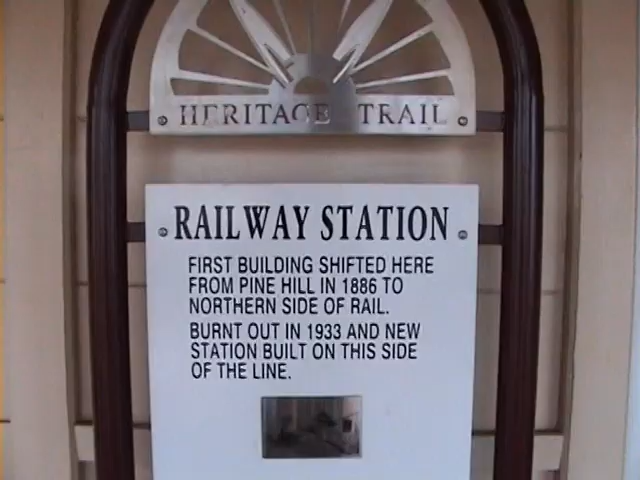 HERITAGE TRAIL
RAILWAY STATION
FIRST BUILDING SHIFTED HERE
FROM PINE HILL IN 1886 TO
NORTHERN SIDE OF RAIL.
BURNT OUT IN 1933 AND NEW
STATION BUILT ON THIS SIDE
OF THE LINE.